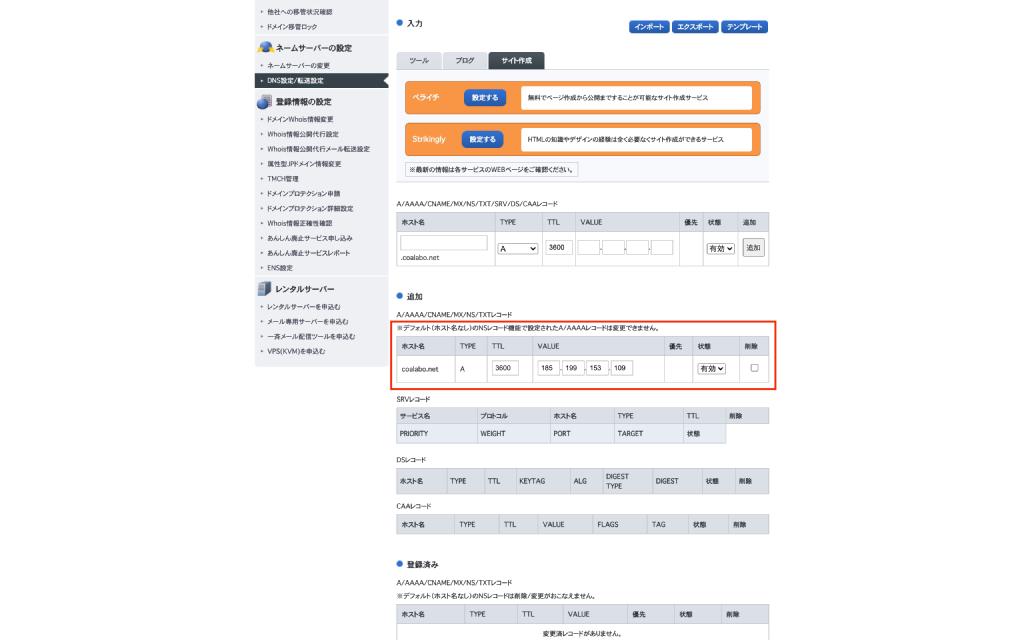 他社への移管状況確認
ドメイン移管ロック
ネームサーバーの設定
ネームサーバーの変更
DNS設定/転送設定
登録情報の設定
ドメインWhois情報変更
Whois情報公開代行設定
Whois情報公開代行メール転送設定
属性型JPドメイン情報変更
TMCH管理
ドメインプロテクション申請
ドメインプロテクション詳細設定
Whois情報正確性確認
あんしん廃止サービス申し込み
あんしん廃止サービスレポート
ENS設定
レンタルサーバー
レンタルサーバーを申込む
メール専用サーバーを申込む
一斉メール配信ツールを申込む
VPS(KVM)を申込む
入力
インポート エクスポート テンプレート
ツール ブログ サイト作成
ペライチ 設定する 無料でページ作成から公開まですることが可能なサイト作成サービス
Strikingly 設定する HTMLの知識やデザインの経験は全く必要なくサイト作成ができるサービス
※最新の情報は各サービスのWEBページをご確認ください。
A/AAAA/CNAME/MX/NS/TXT/SRV/DS/CAAレコード
ホスト名 TYPE TTL VALUE 優先 状態 追加
A 3600 . . . 有効 追加
.coalabo.net
追加
A/AAAA/CNAME/MX/NS/TXTレコード
※デフォルト(ホスト名なし)のNSレコード機能で設定されたA/AAAAレコードは変更できません。
ホスト名 TYPE TTL VALUE 優先 状態 削除
coalabo.net A 3600 185 . 199 . 153 . 109 有効
SRVレコード
サービス名 プロトコル ホスト名 TYPE TTL 削除
PRIORITY WEIGHT PORT TARGET 状態
DSレコード
ホスト名 TYPE TTL KEYTAG ALG DIGEST TYPE DIGEST 状態 削除
CAAレコード
ホスト名 TYPE TTL VALUE FLAGS TAG 状態 削除
登録済み
A/AAAA/CNAME/MX/NS/TXTレコード
※デフォルト(ホスト名なし)のNSレコードは削除/変更がおこなえません。
ホスト名 TYPE TTL VALUE 優先 状態 削除
変更済レコードがありません。